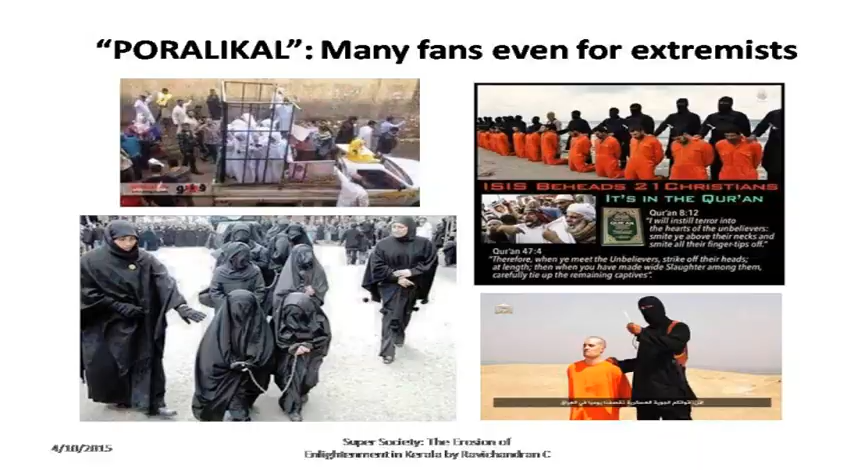 “PORALIKAL”: Many fans even for extremists
ISIS BEHEADS 21 CHRISTIANS
IT'S IN THE QUR'AN
Qur'an 8:12
"I will instill terror into
the hearts of the unbelievers:
smite ye above their necks and
smite all their finger-tips off."
Qur'an 47:4
"Therefore, when ye meet the Unbelievers, strike off their heads;
at length; then when you have made wide Slaughter among them,
carefully tie up the remaining captives".
4/10/2015
Super Society: The Erosion of
Enlightenment in Kerala by Ravichandran C